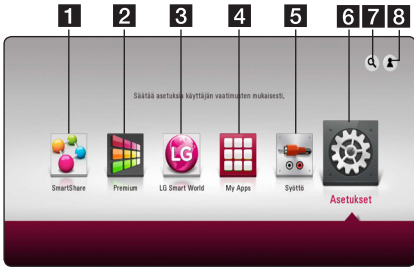 1 2 3 4 5 6 7 8
Säätää asetuksia käyttäjän vaatimusten mukaisesti.
LG
SmartShare Premium LG Smart World My Apps Syöttö
Asetukset